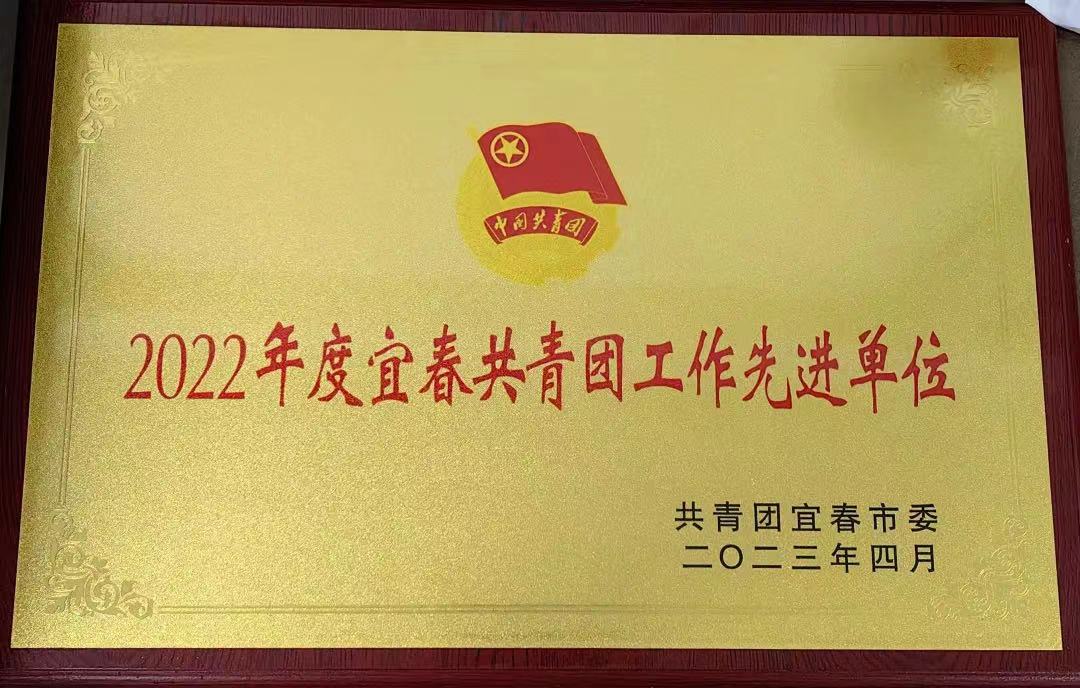 中国共青团
2022年度宜春共青团工作先进单位
共青团宜春市委
二〇二三年四月